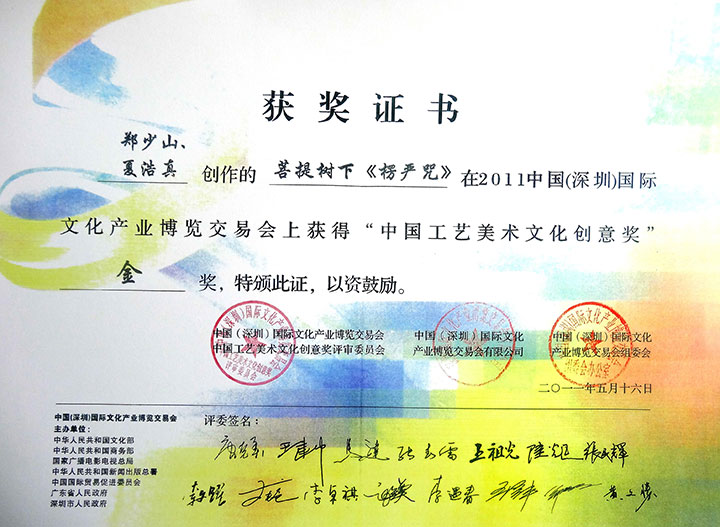 获奖证书
郑少山、
夏浩真 创作的 菩提树下《楞严咒》 在2011中国(深圳)国际
文化产业博览交易会上获得“中国工艺美术文化创意奖”
金 奖，特颁此证，以资鼓励。
中国（深圳）国际文化产业博览交易会
中国工艺美术文化创意奖评审委员会
中国（深圳）国际文化
产业博览交易会有限公司
中国（深圳）国际文化
产业博览交易会组委会
二〇一一年五月十六日
中国(深圳)国际文化产业博览交易会
主办单位：
中华人民共和国文化部
中华人民共和国商务部
国家广播电影电视总局
中华人民共和国新闻出版总署
中国国际贸易促进委员会
广东省人民政府
深圳市人民政府
评委签名：
王祖光